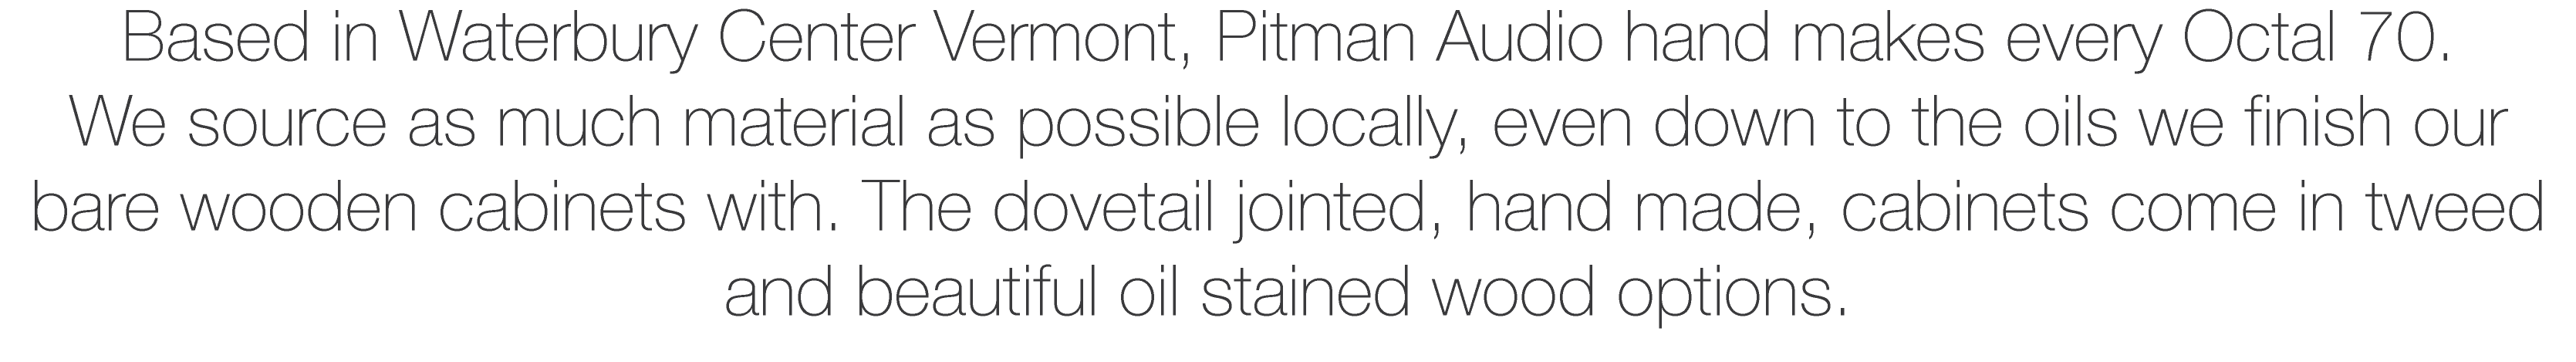 Based in Waterbury Center Vermont, Pitman Audio hand makes every Octal 70.
We source as much material as possible locally, even down to the oils we finish our
bare wooden cabinets with. The dovetail jointed, hand made, cabinets come in tweed
and beautiful oil stained wood options.